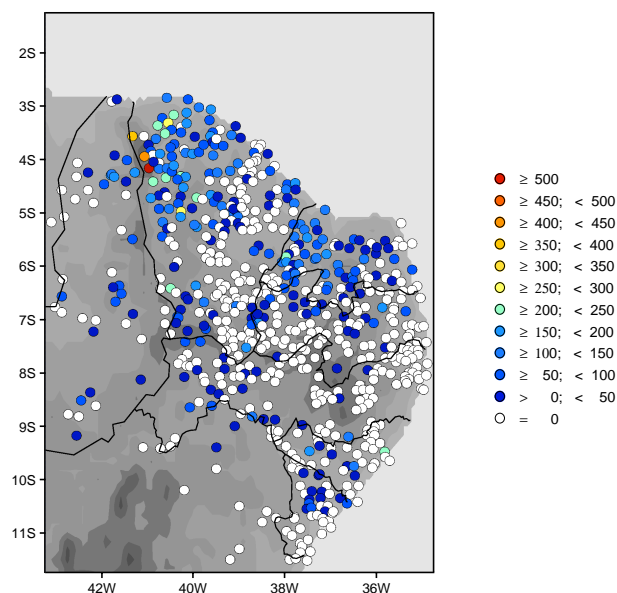 2S
3S
4S
5S
6S
7S
8S
9S
10S
11S
42W 40W 38W 36W
≥ 500
≥ 450; < 500
≥ 400; < 450
≥ 350; < 400
≥ 300; < 350
≥ 250; < 300
≥ 200; < 250
≥ 150; < 200
≥ 100; < 150
≥ 50; < 100
> 0; < 50
= 0